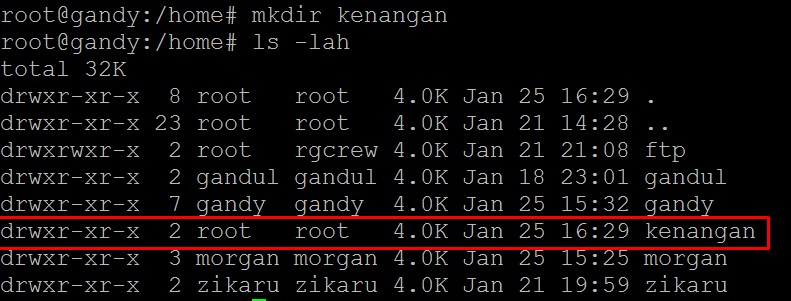 root@gandy:/home# mkdir kenangan
root@gandy:/home# ls -lah
total 32K
drwxr-xr-x  8 root   root   4.0K Jan 25 16:29 .
drwxr-xr-x 23 root   root   4.0K Jan 21 14:28 ..
drwxrwxr-x  2 root   rgcrew 4.0K Jan 21 21:08 ftp
drwxr-xr-x  2 gandul gandul 4.0K Jan 18 23:01 gandul
drwxr-xr-x  7 gandy  gandy  4.0K Jan 25 15:32 gandy
drwxr-xr-x  2 root   root   4.0K Jan 25 16:29 kenangan
drwxr-xr-x  3 morgan morgan 4.0K Jan 25 15:25 morgan
drwxr-xr-x  2 zikaru zikaru 4.0K Jan 21 19:59 zikaru